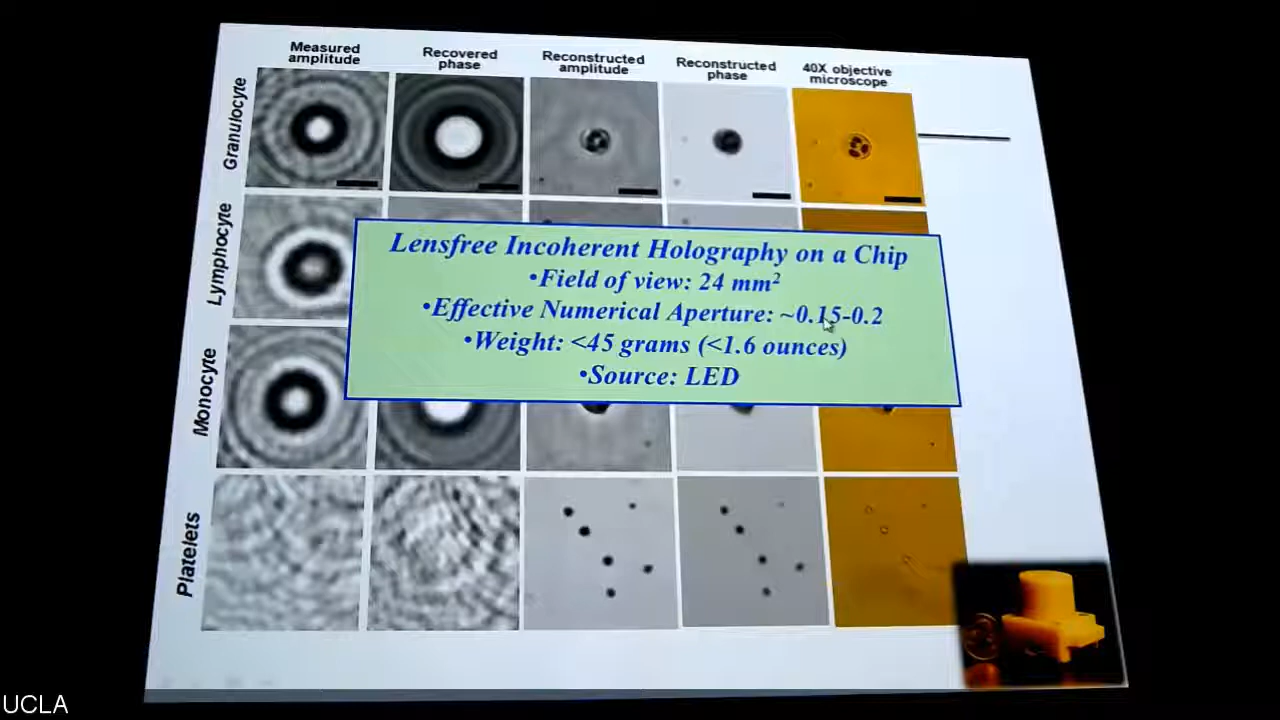 Measured
amplitude
Recovered
phase
Reconstructed
amplitude
Reconstructed
phase
40X objective
microscope
Granulocyte
Lymphocyte
Monocyte
Platelets
Lensfree Incoherent Holography on a Chip
•Field of view: 24 mm²
•Effective Numerical Aperture: ~0.15-0.2
•Weight: <45 grams (<1.6 ounces)
•Source: LED
UCLA